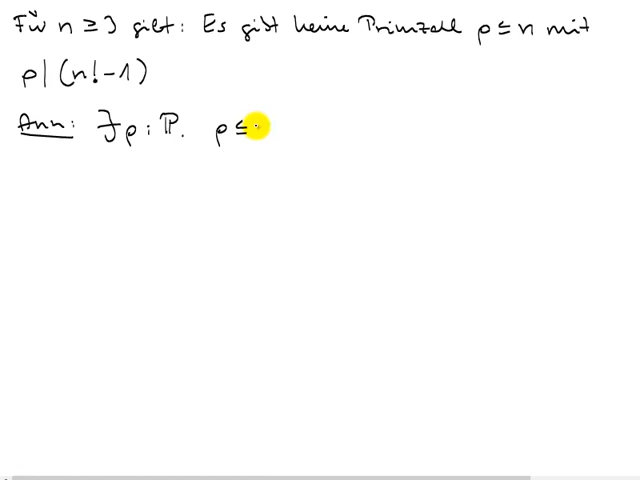 Für n ≥ 3 gilt: Es gibt keine Primzahl p ≤ n mit
p | (n! - 1)
Ann: ∃ p : ℙ. p ≤